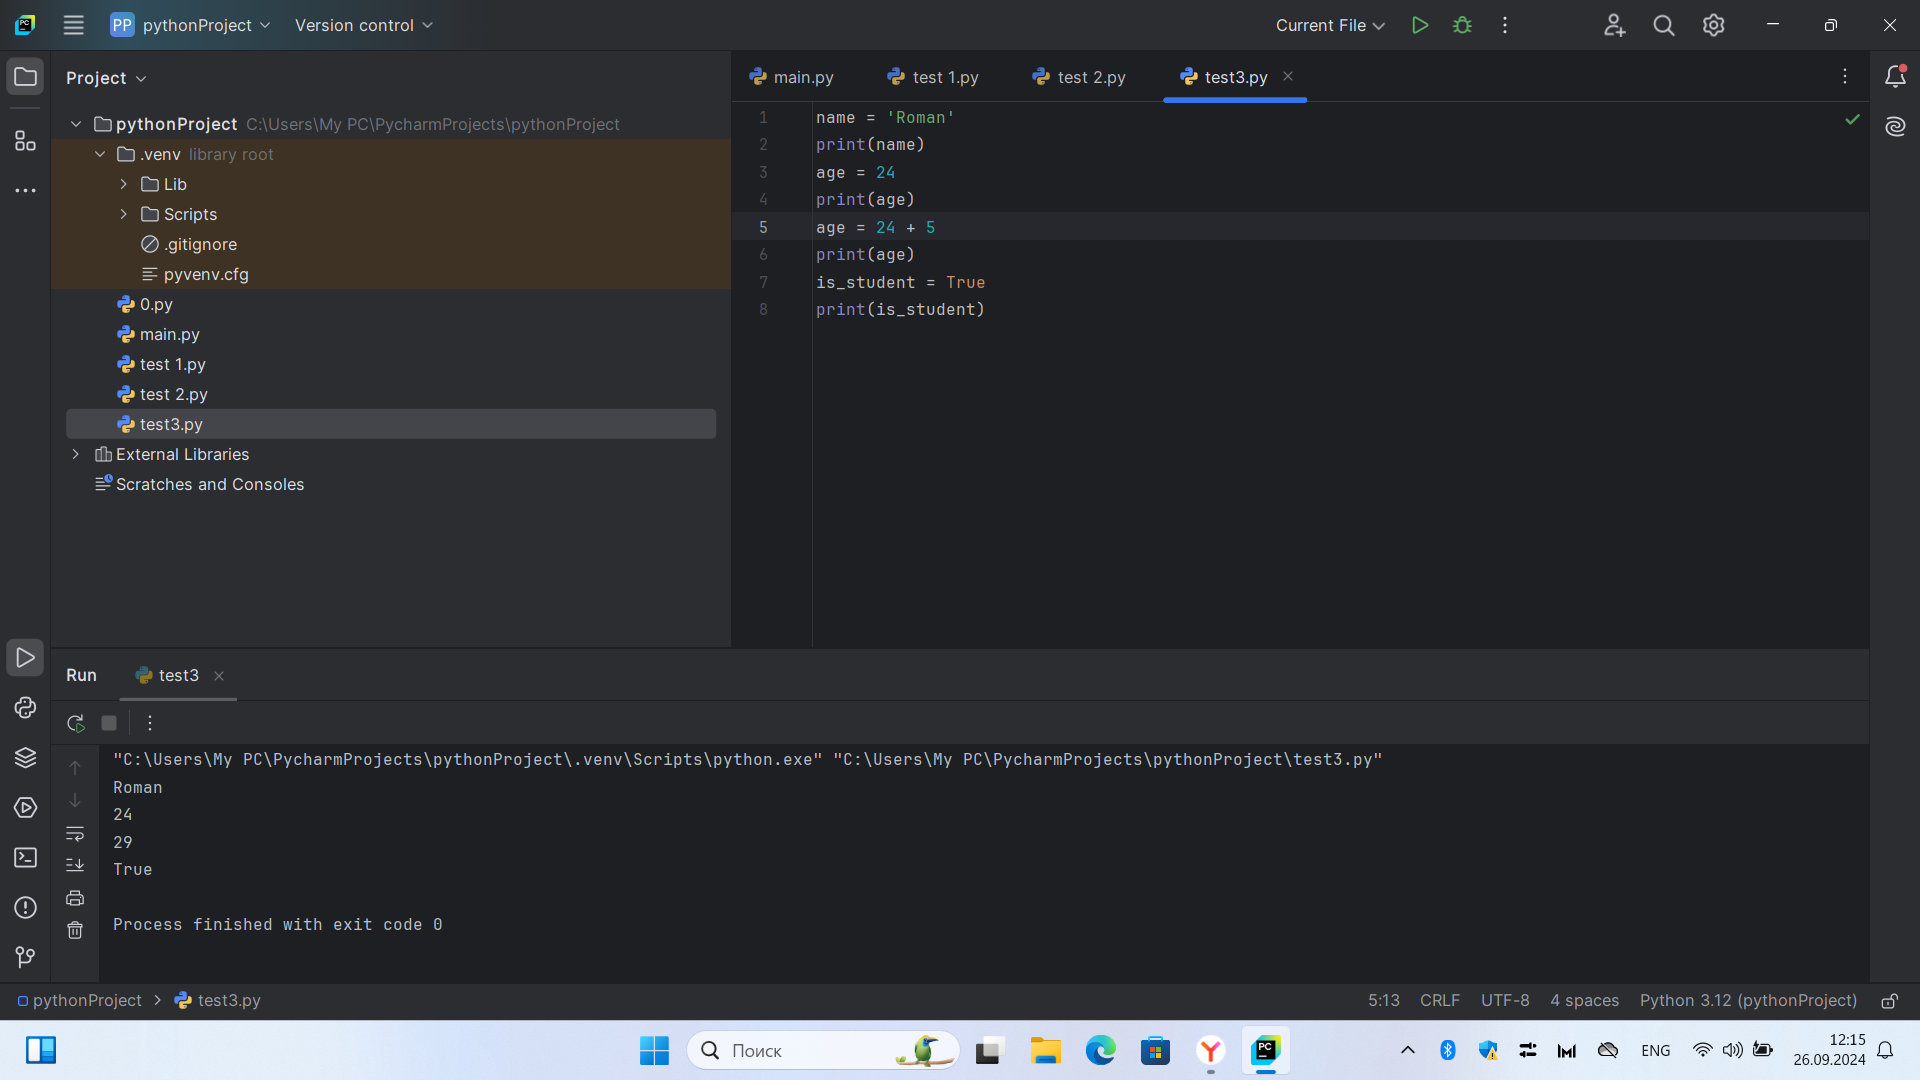 PP pythonProject Version control Current File
Project
main.py test 1.py test 2.py test3.py
pythonProject C:\Users\My PC\PycharmProjects\pythonProject
.venv library root
Lib
Scripts
.gitignore
pyvenv.cfg
0.py
main.py
test 1.py
test 2.py
test3.py
External Libraries
Scratches and Consoles
1 name = 'Roman'
2 print(name)
3 age = 24
4 print(age)
5 age = 24 + 5
6 print(age)
7 is_student = True
8 print(is_student)
Run test3
"C:\Users\My PC\PycharmProjects\pythonProject\.venv\Scripts\python.exe" "C:\Users\My PC\PycharmProjects\pythonProject\test3.py"
Roman
24
29
True
Process finished with exit code 0
pythonProject test3.py 5:13 CRLF UTF-8 4 spaces Python 3.12 (pythonProject)
Поиск ENG 12:15
26.09.2024